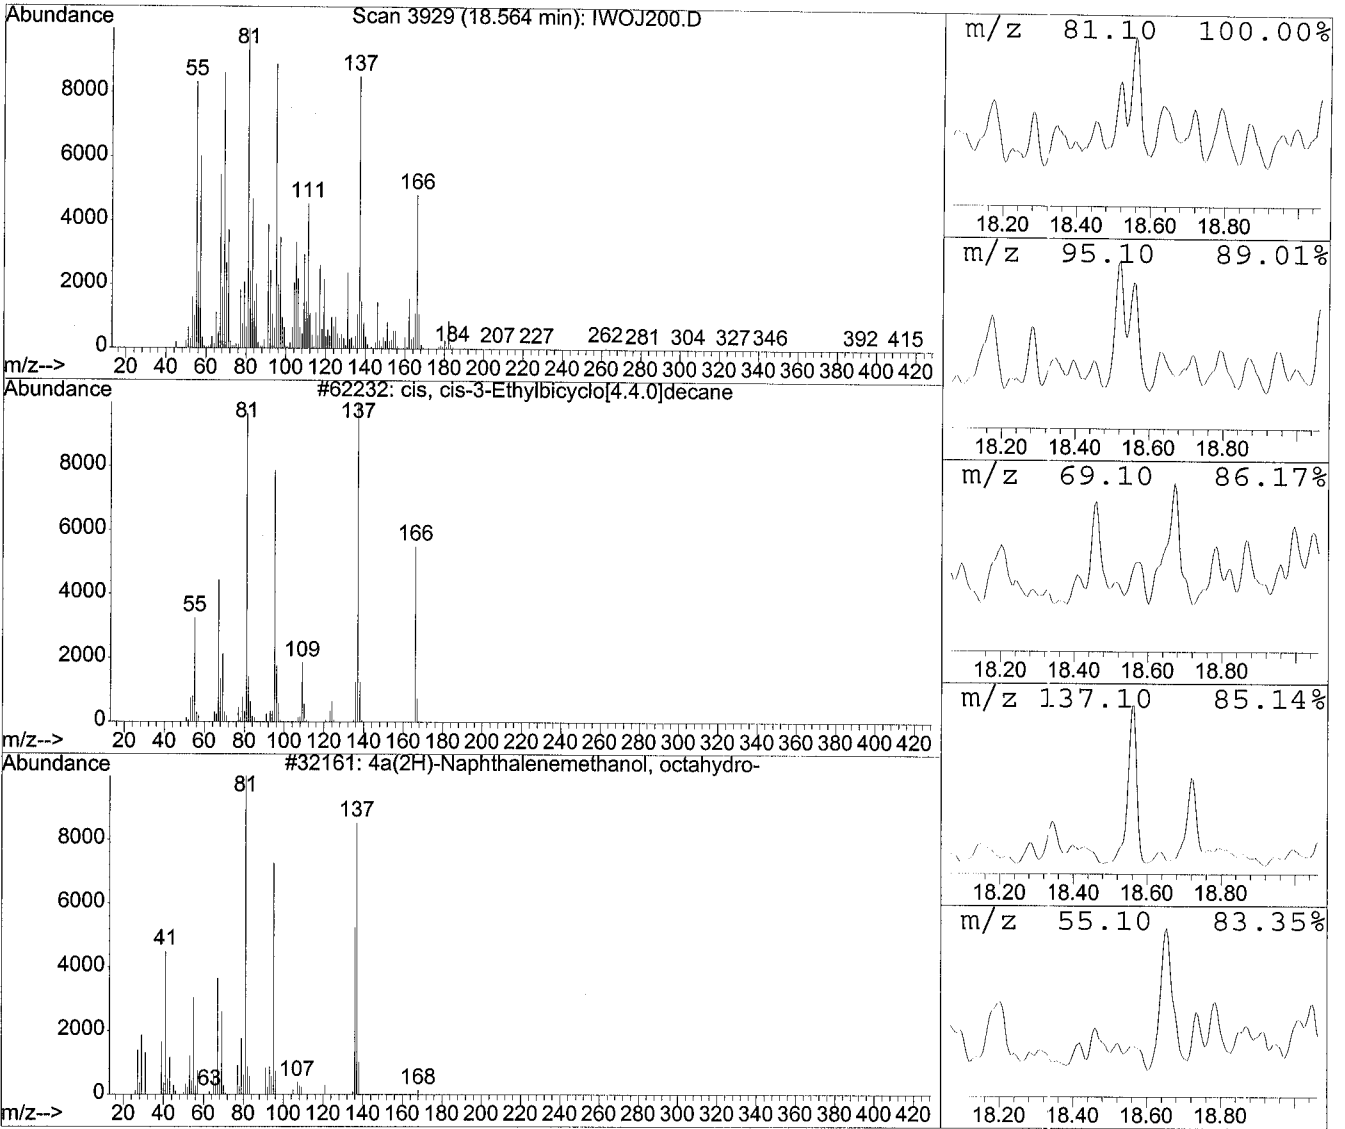 Abundance
Scan 3929 (18.564 min): IWOJ200.D
81
55
137
8000
6000
111
166
4000
2000
184 207 227 262 281 304 327 346 392 415
0
m/z--> 20 40 60 80 100 120 140 160 180 200 220 240 260 280 300 320 340 360 380 400 420
Abundance
#62232: cis, cis-3-Ethylbicyclo[4.4.0]decane
81
137
8000
6000
166
4000
55
109
2000
0
m/z--> 20 40 60 80 100 120 140 160 180 200 220 240 260 280 300 320 340 360 380 400 420
Abundance
#32161: 4a(2H)-Naphthalenemethanol, octahydro-
81
137
8000
6000
41
4000
2000
63 107 168
0
m/z--> 20 40 60 80 100 120 140 160 180 200 220 240 260 280 300 320 340 360 380 400 420
m/z 81.10 100.00%
18.20 18.40 18.60 18.80
m/z 95.10 89.01%
18.20 18.40 18.60 18.80
m/z 69.10 86.17%
18.20 18.40 18.60 18.80
m/z 137.10 85.14%
18.20 18.40 18.60 18.80
m/z 55.10 83.35%
18.20 18.40 18.60 18.80